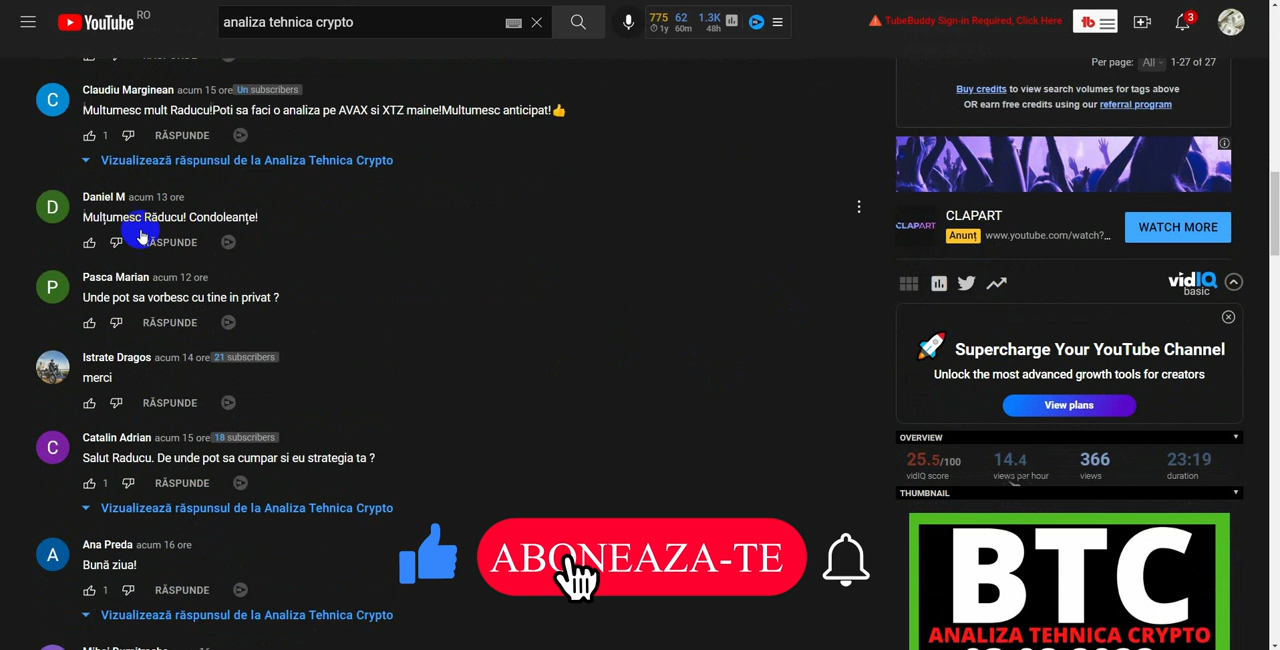 YouTube RO
analiza tehnica crypto
775 62 1.3K
1y 60m 48h
TubeBuddy Sign-in Required, Click Here
tb
3
Claudiu Marginean acum 15 ore Un subscribers
Multumesc mult Raducu!Poti sa faci o analiza pe AVAX si XTZ maine!Multumesc anticipat!👍
1 RĂSPUNDE
Vizualizează răspunsul de la Analiza Tehnica Crypto
D
Daniel M acum 13 ore
Mulțumesc Răducu! Condoleanțe!
RĂSPUNDE
P
Pasca Marian acum 12 ore
Unde pot sa vorbesc cu tine in privat ?
RĂSPUNDE
Istrate Dragos acum 14 ore 21 subscribers
merci
RĂSPUNDE
C
Catalin Adrian acum 15 ore 18 subscribers
Salut Raducu. De unde pot sa cumpar si eu strategia ta ?
1 RĂSPUNDE
Vizualizează răspunsul de la Analiza Tehnica Crypto
A
Ana Preda acum 16 ore
Bună ziua!
1 RĂSPUNDE
Vizualizează răspunsul de la Analiza Tehnica Crypto
C
ABONEAZA-TE
Per page: All 1-27 of 27
Buy credits to view search volumes for tags above
OR earn free credits using our referral program
CLAPART
CLAPART
Anunț www.youtube.com/watch?...
WATCH MORE
vidIQ
basic
Supercharge Your YouTube Channel
Unlock the most advanced growth tools for creators
View plans
OVERVIEW
25.5/100 14.4 366 23:19
vidIQ score views per hour views duration
THUMBNAIL
BTC
ANALIZA TEHNICA CRYPTO